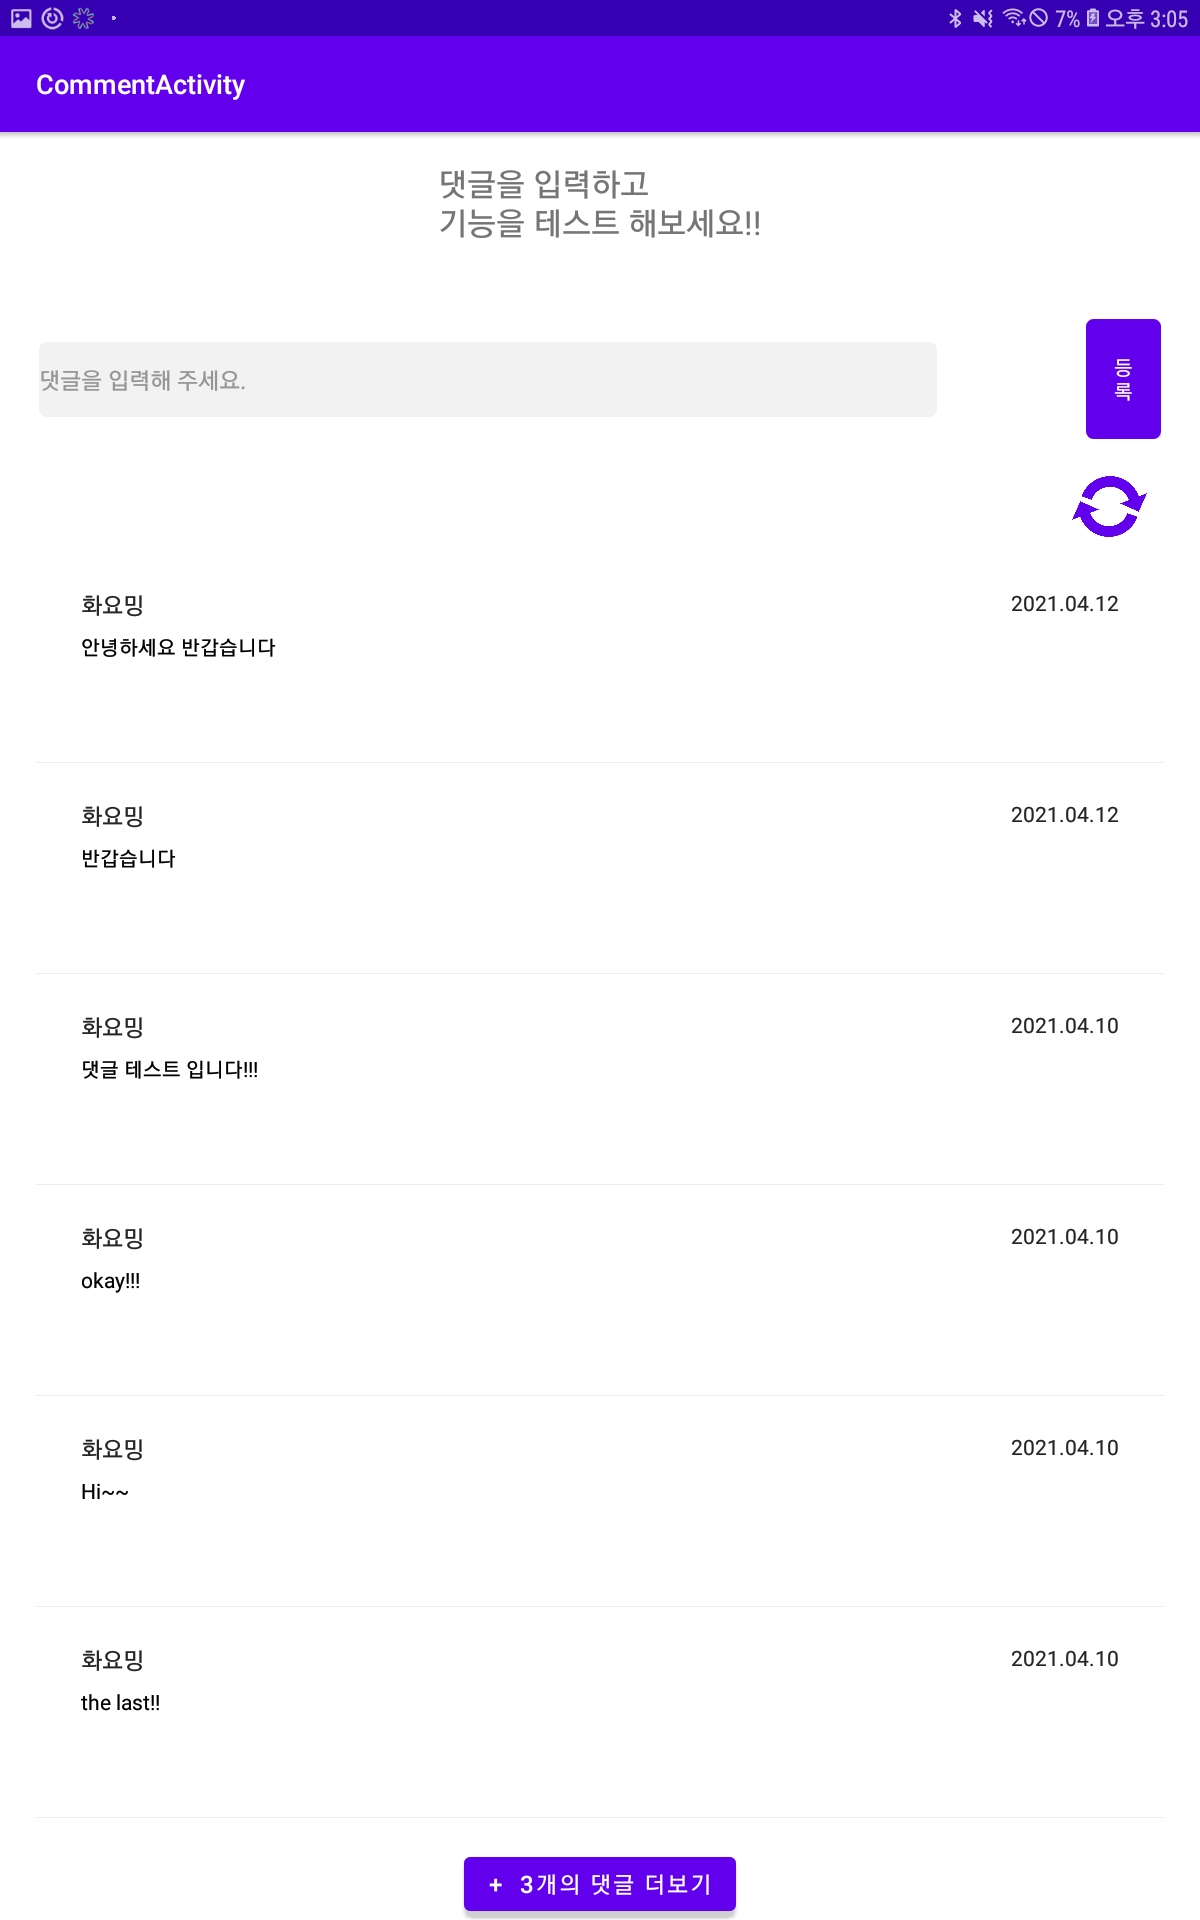 7% 오후 3:05
CommentActivity
댓글을 입력하고
기능을 테스트 해보세요!!
댓글을 입력해 주세요.
등
록
화요밍 2021.04.12
안녕하세요 반갑습니다
화요밍 2021.04.12
반갑습니다
화요밍 2021.04.10
댓글 테스트 입니다!!!
화요밍 2021.04.10
okay!!!
화요밍 2021.04.10
Hi~~
화요밍 2021.04.10
the last!!
+ 3개의 댓글 더보기